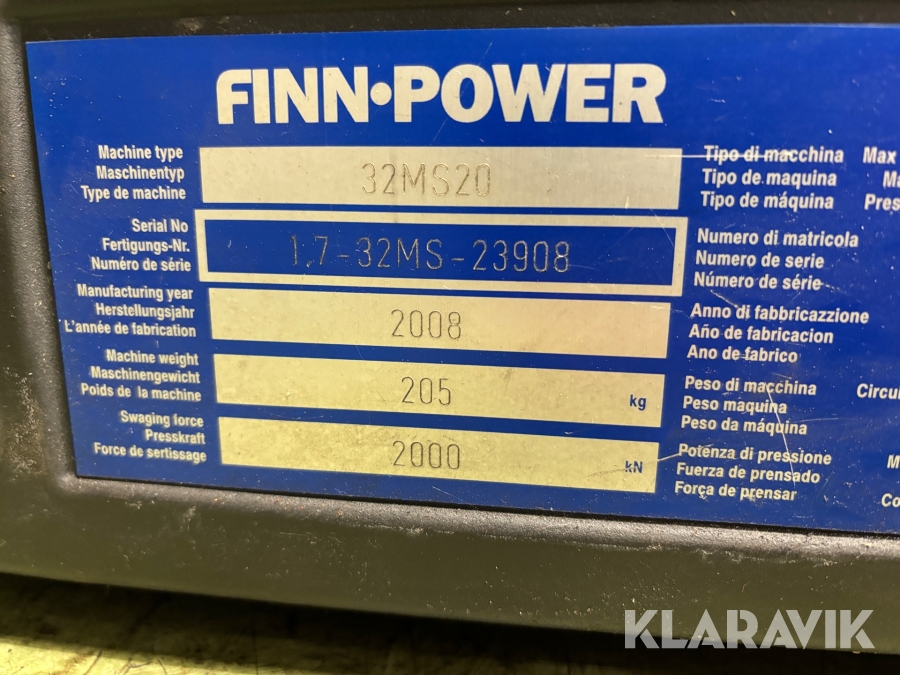 FINN•POWER
Machine type
Maschinentyp
Type de machine
32MS20
Tipo di macchina
Tipo de maquina
Tipo de máquina
Max
Ma
Pres
Serial No
Fertigungs-Nr.
Numéro de série
1.7-32MS-23908
Numero di matricola
Numero de serie
Número de série
Manufacturing year
Herstellungsjahr
L'année de fabrication
2008
Anno di fabbricazzione
Año de fabricacion
Ano de fabrico
Machine weight
Maschinengewicht
Poids de la machine
205 kg
Peso di macchina
Peso maquina
Peso da máquina
Circul
Swaging force
Presskraft
Force de sertissage
2000 kN
Potenza di pressione
Fuerza de prensado
Força de prensar
M
Co
KLARAVIK